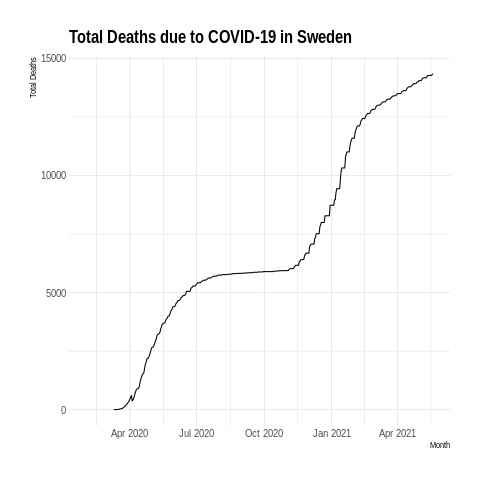 Total Deaths due to COVID-19 in Sweden
Total Deaths
15000
10000
5000
0
Apr 2020 Jul 2020 Oct 2020 Jan 2021 Apr 2021
Month